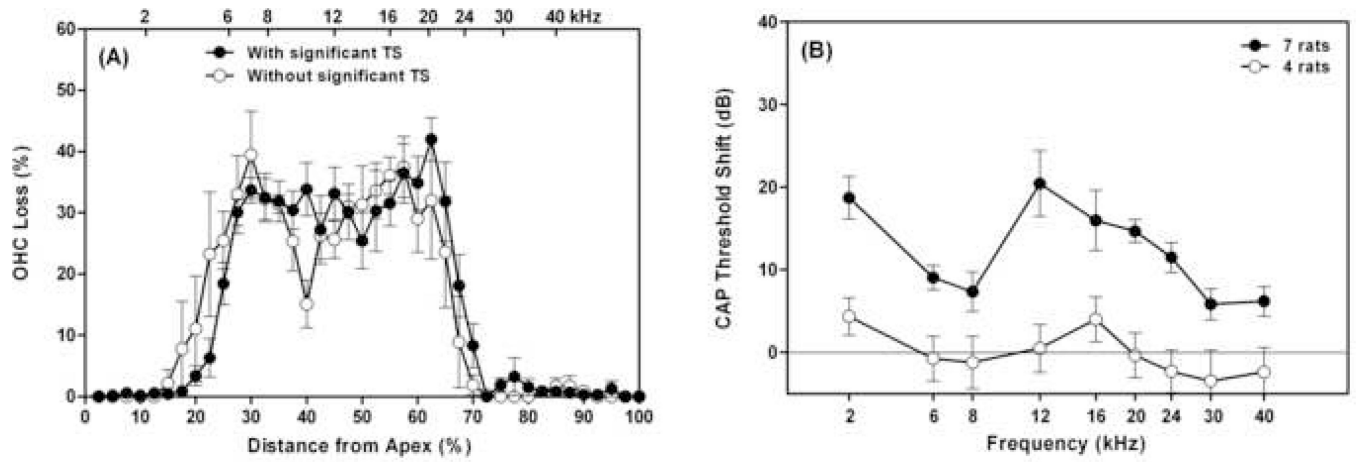 2 6 8 12 16 20 24 30 40 kHz
60
(A)
With significant TS
Without significant TS
50
40
30
20
10
0
OHC Loss (%)
0 10 20 30 40 50 60 70 80 90 100
Distance from Apex (%)
40
(B)
7 rats
4 rats
30
20
10
0
CAP Threshold Shift (dB)
2 6 8 12 16 20 24 30 40
Frequency (kHz)